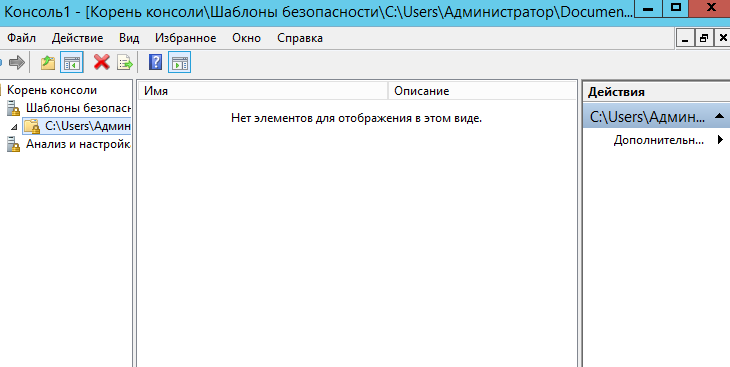 Консоль1 - [Корень консоли\Шаблоны безопасности\C:\Users\Администратор\Documen...
Файл Действие Вид Избранное Окно Справка
Корень консоли
Шаблоны безопасн
C:\Users\Админ
Анализ и настройк
Имя Описание
Нет элементов для отображения в этом виде.
Действия
C:\Users\Админ...
Дополнительн...